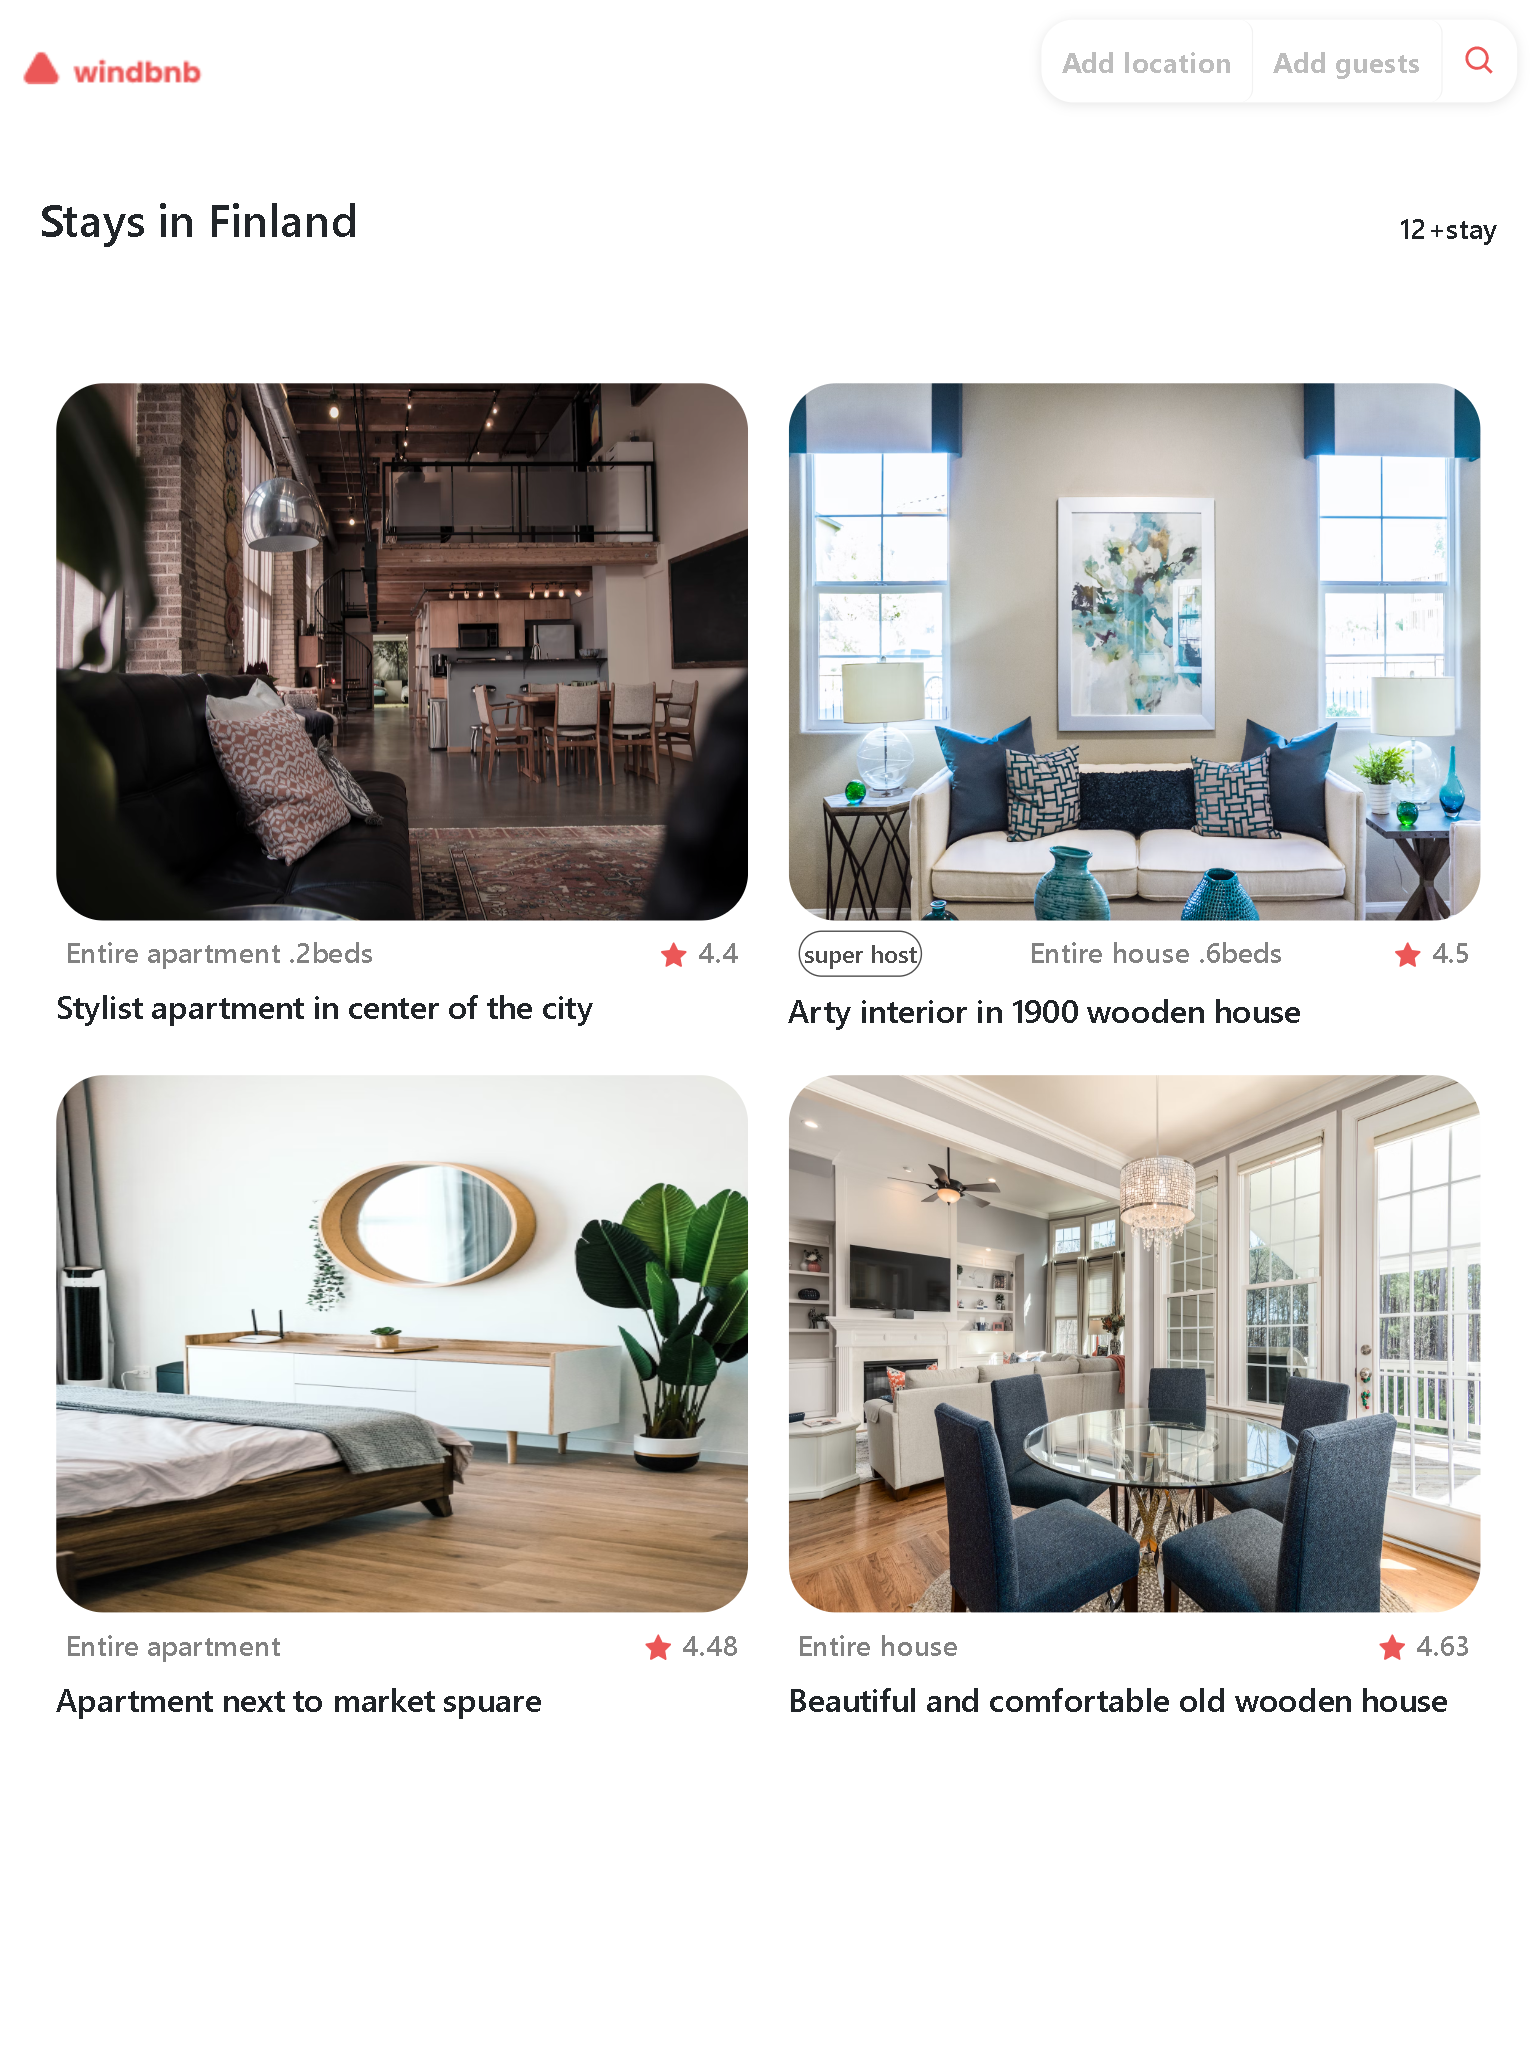 windbnb
Add location
Add guests
Stays in Finland
12+stay
Entire apartment .2beds
4.4
Stylist apartment in center of the city
super host
Entire house .6beds
4.5
Arty interior in 1900 wooden house
Entire apartment
4.48
Apartment next to market spuare
Entire house
4.63
Beautiful and comfortable old wooden house